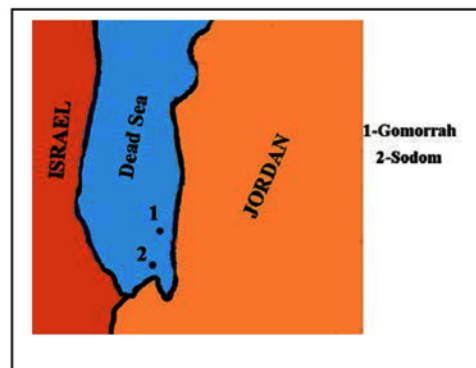 ISRAEL
Dead Sea
JORDAN
1
2
1-Gomorrah
2-Sodom